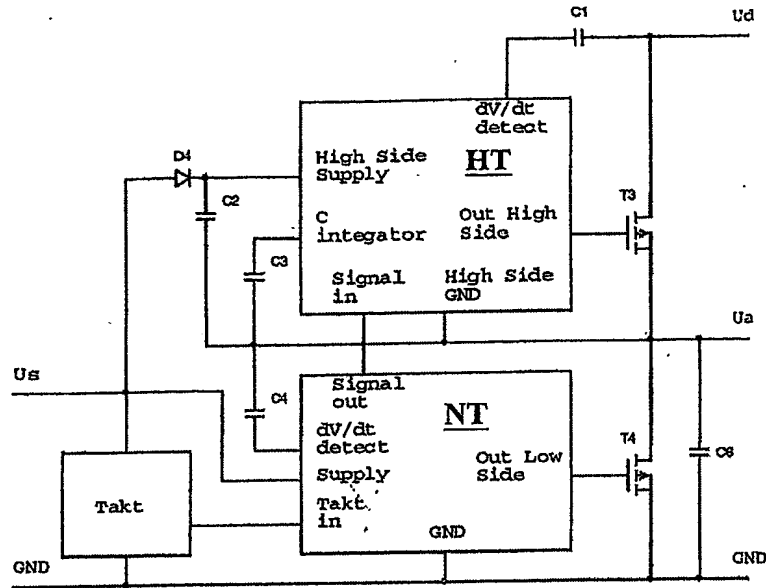 C1
Ud
dV/dt
detect
D4
High Side
Supply
HT
C2
T3
C
integator
Out High
Side
C3
Signal
in
High Side
GND
Ua
Us
C4
Signal
out
NT
dV/dt
detect
T4
Out Low
Side
C6
Supply
Takt
Takt
in
GND
GND
GND